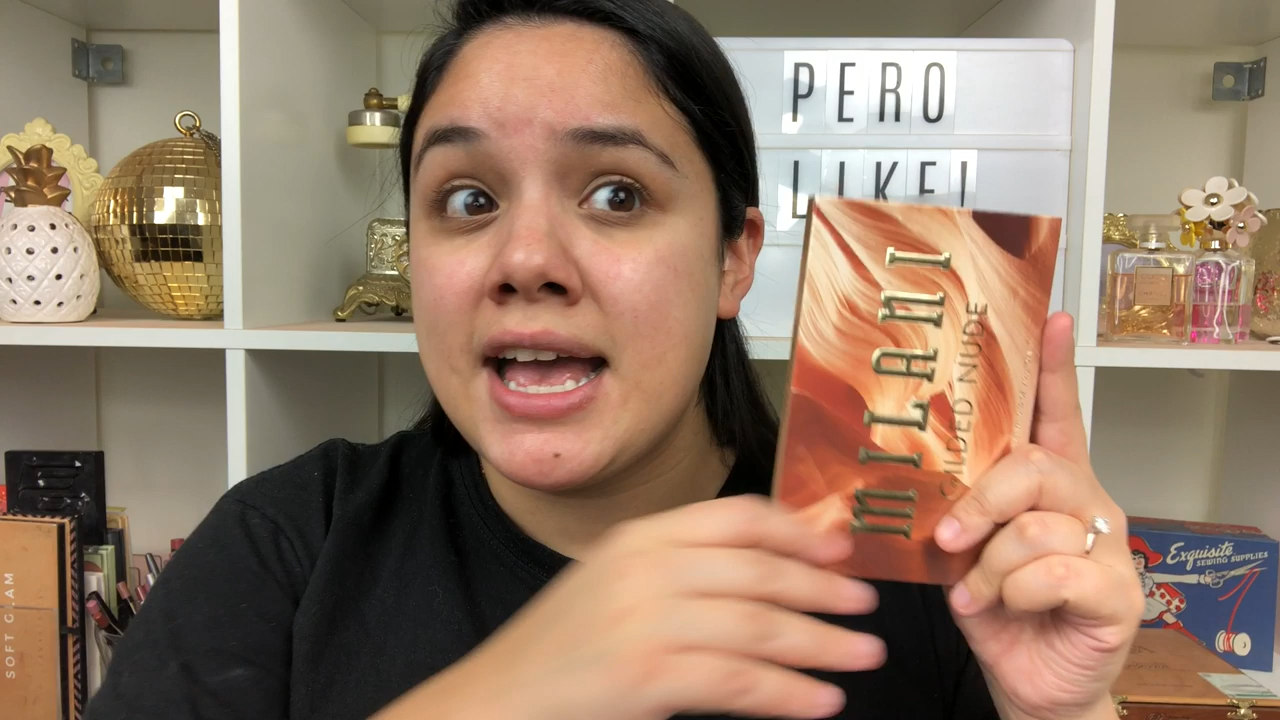 PERO
LIKE!
MILANI
GILDED NUDE
Exquisite
SEWING SUPPLIES
SOFT GLAM